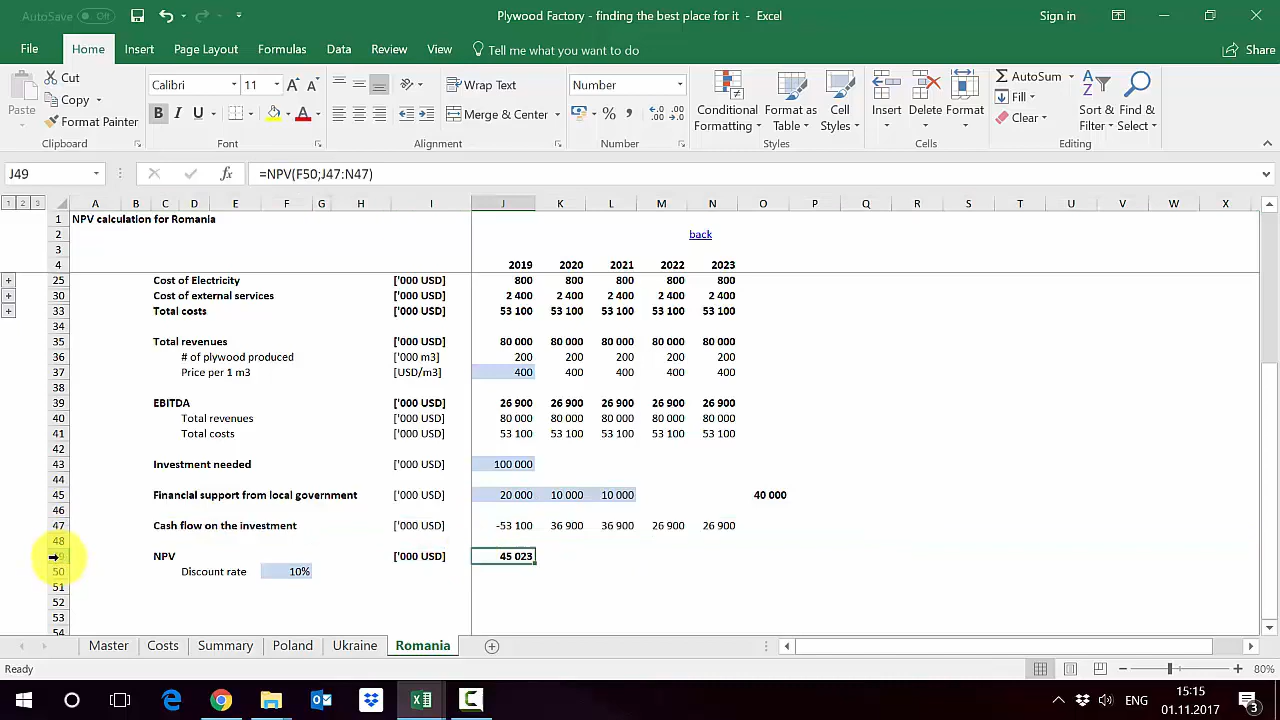 AutoSave Off
Plywood Factory - finding the best place for it - Excel
Sign in
File Home Insert Page Layout Formulas Data Review View Tell me what you want to do Share
Paste Cut Copy Format Painter
Calibri 11
B I U A A A
Wrap Text Merge & Center
Number
% , .0 .00
Conditional Formatting Format as Table Cell Styles
Insert Delete Format
AutoSum Fill Clear
Sort & Filter Find & Select
Clipboard Font Alignment Number Styles Cells Editing
J49 fx =NPV(F50;J47:N47)
1 2 3 A B C D E F G H I J K L M N O P Q R S T U V W X
1 NPV calculation for Romania
2 back
3
4 2019 2020 2021 2022 2023
25 Cost of Electricity ['000 USD] 800 800 800 800 800
30 Cost of external services ['000 USD] 2 400 2 400 2 400 2 400 2 400
33 Total costs ['000 USD] 53 100 53 100 53 100 53 100 53 100
34
35 Total revenues ['000 USD] 80 000 80 000 80 000 80 000 80 000
36 # of plywood produced ['000 m3] 200 200 200 200 200
37 Price per 1 m3 [USD/m3] 400 400 400 400 400
38
39 EBITDA ['000 USD] 26 900 26 900 26 900 26 900 26 900
40 Total revenues ['000 USD] 80 000 80 000 80 000 80 000 80 000
41 Total costs ['000 USD] 53 100 53 100 53 100 53 100 53 100
42
43 Investment needed ['000 USD] 100 000
44
45 Financial support from local government ['000 USD] 20 000 10 000 10 000 40 000
46
47 Cash flow on the investment ['000 USD] -53 100 36 900 36 900 26 900 26 900
48
NPV ['000 USD] 45 023
50 Discount rate 10%
51
52
53
54
Master Costs Summary Poland Ukraine Romania
Ready 80%
ENG 15:15
01.11.2017
3